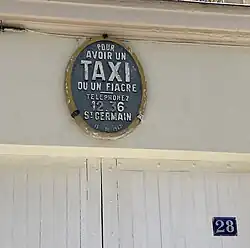 POUR
AVOIR UN
TAXI
OU UN FIACRE
TELEPHONEZ
12.36
ST GERMAIN
28